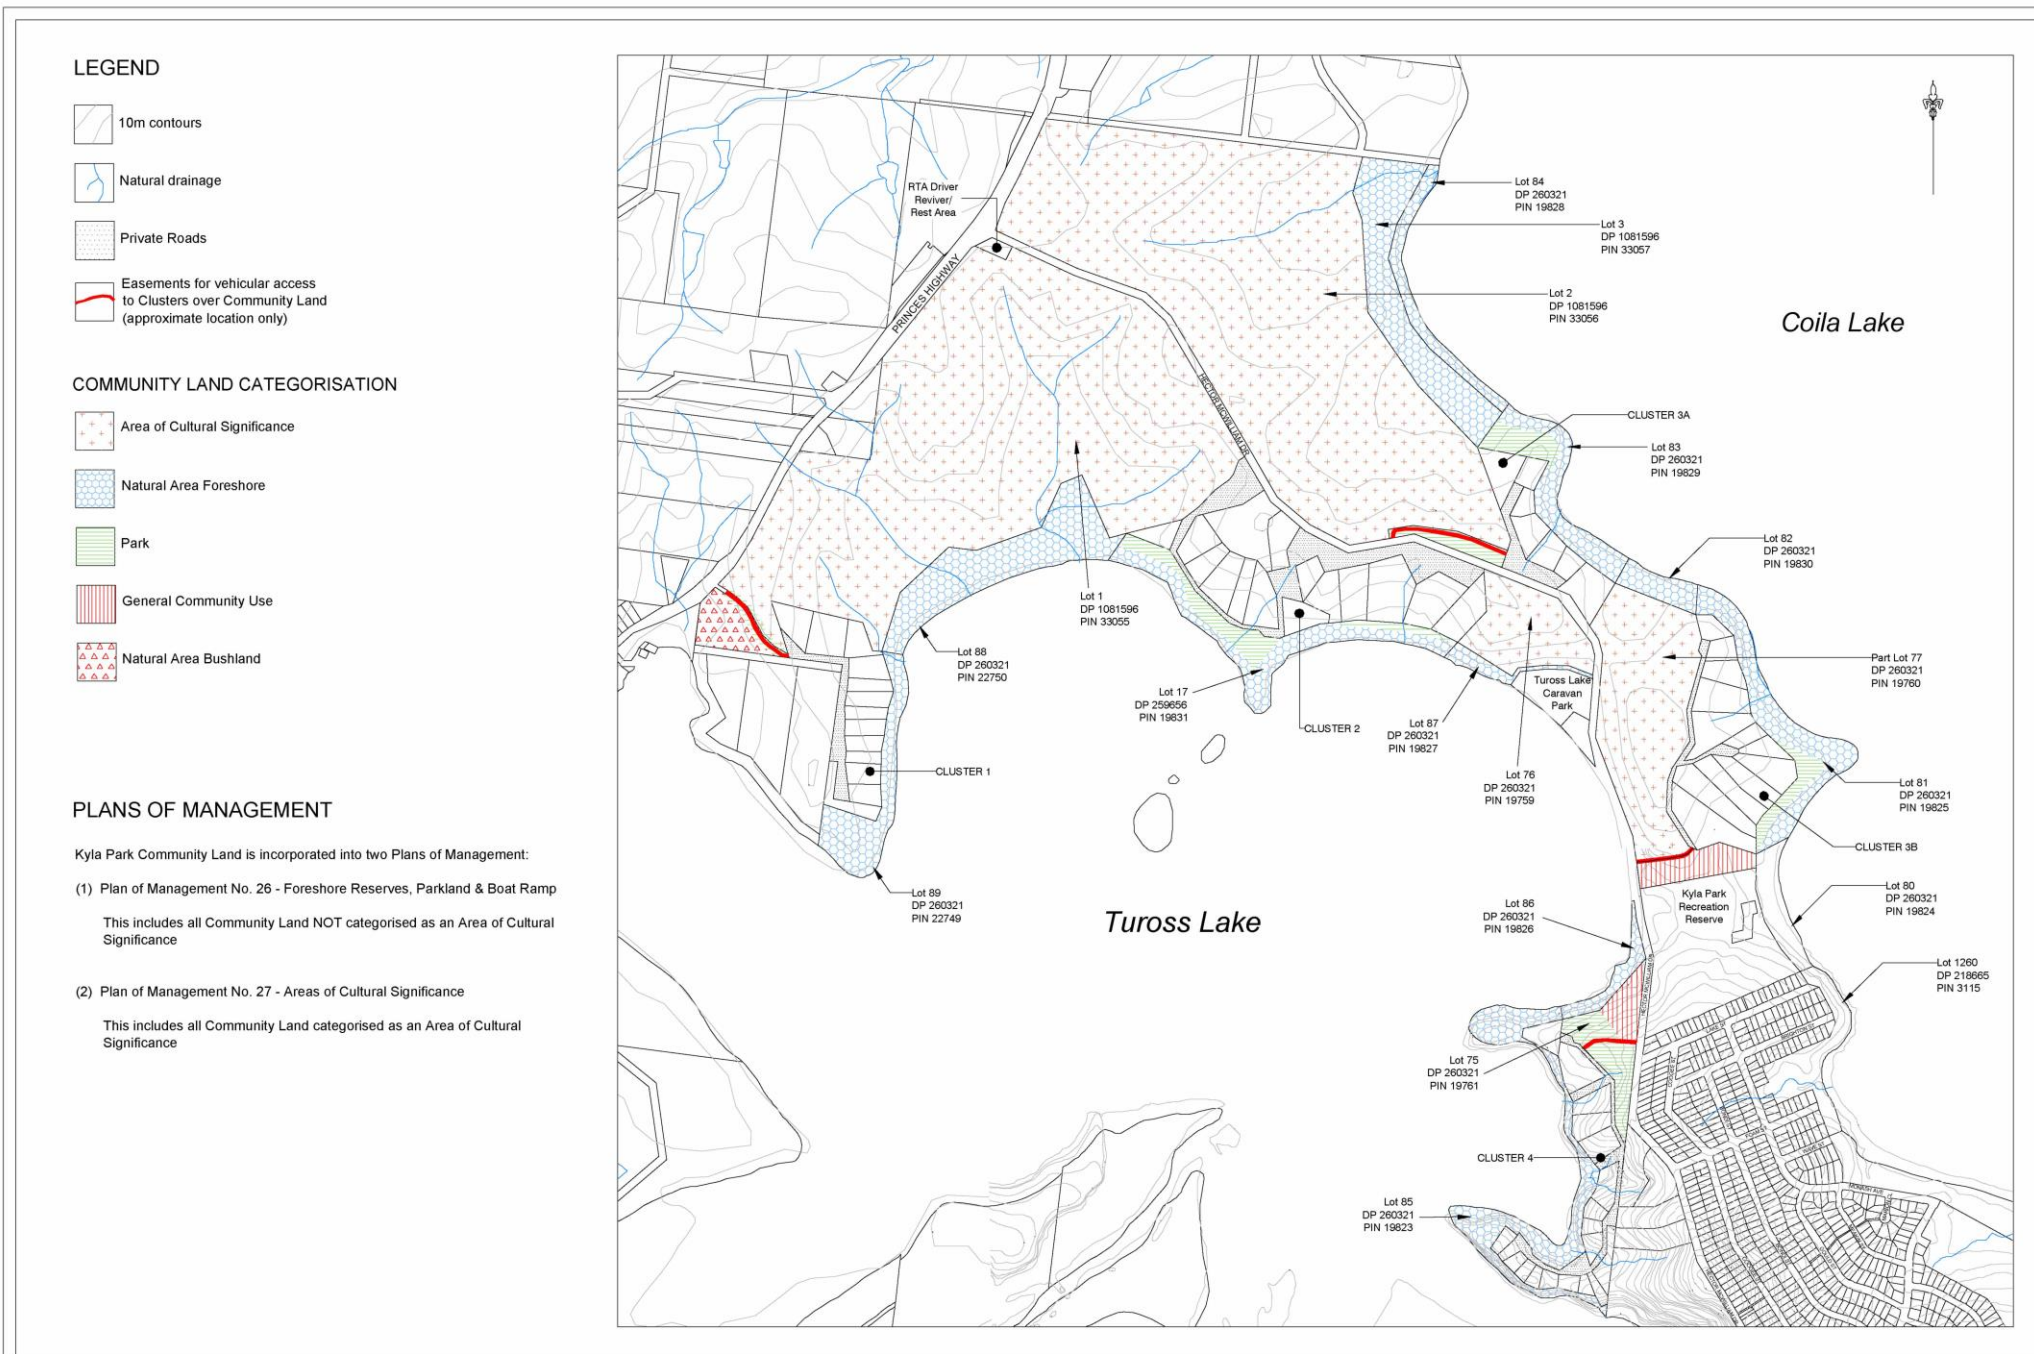 LEGEND
10m contours
Natural drainage
Private Roads
Easements for vehicular access
to Clusters over Community Land
(approximate location only)
COMMUNITY LAND CATEGORISATION
Area of Cultural Significance
Natural Area Foreshore
Park
General Community Use
Natural Area Bushland
PLANS OF MANAGEMENT
Kyla Park Community Land is incorporated into two Plans of Management:
(1) Plan of Management No. 26 - Foreshore Reserves, Parkland & Boat Ramp
This includes all Community Land NOT categorised as an Area of Cultural
Significance
(2) Plan of Management No. 27 - Areas of Cultural Significance
This includes all Community Land categorised as an Area of Cultural
Significance
RTA Driver
Reviver/
Rest Area
PRINCES HIGHWAY
HECTOR MCWILLIAM DR
Lot 84
DP 260321
PIN 19828
Lot 3
DP 1081596
PIN 33057
Lot 2
DP 1081596
PIN 33056
Coila Lake
CLUSTER 3A
Lot 83
DP 260321
PIN 19829
Lot 82
DP 260321
PIN 19830
Lot 1
DP 1081596
PIN 33055
Lot 88
DP 260321
PIN 22750
Lot 17
DP 259656
PIN 19831
CLUSTER 2
Lot 87
DP 260321
PIN 19827
Tuross Lake
Caravan
Park
Part Lot 77
DP 260321
PIN 19760
CLUSTER 1
Lot 76
DP 260321
PIN 19759
Lot 81
DP 260321
PIN 19825
CLUSTER 3B
Lot 89
DP 260321
PIN 22749
Tuross Lake
Kyla Park
Recreation
Reserve
Lot 80
DP 260321
PIN 19824
Lot 86
DP 260321
PIN 19826
HECTOR MCWILLIAM DR
Lot 1260
DP 218665
PIN 3115
Lot 75
DP 260321
PIN 19761
CLUSTER 4
Lot 85
DP 260321
PIN 19823
LAKE ST
BRIGHTON ST
MONASH AVE